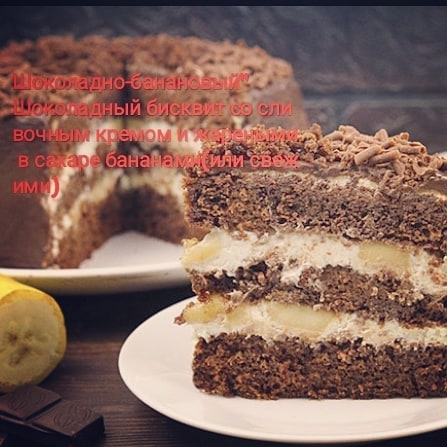 Шоколадно-банановый"
Шоколадный бисквит со сли
вочным кремом и жареными
в сахаре бананами(или свеж
ими)